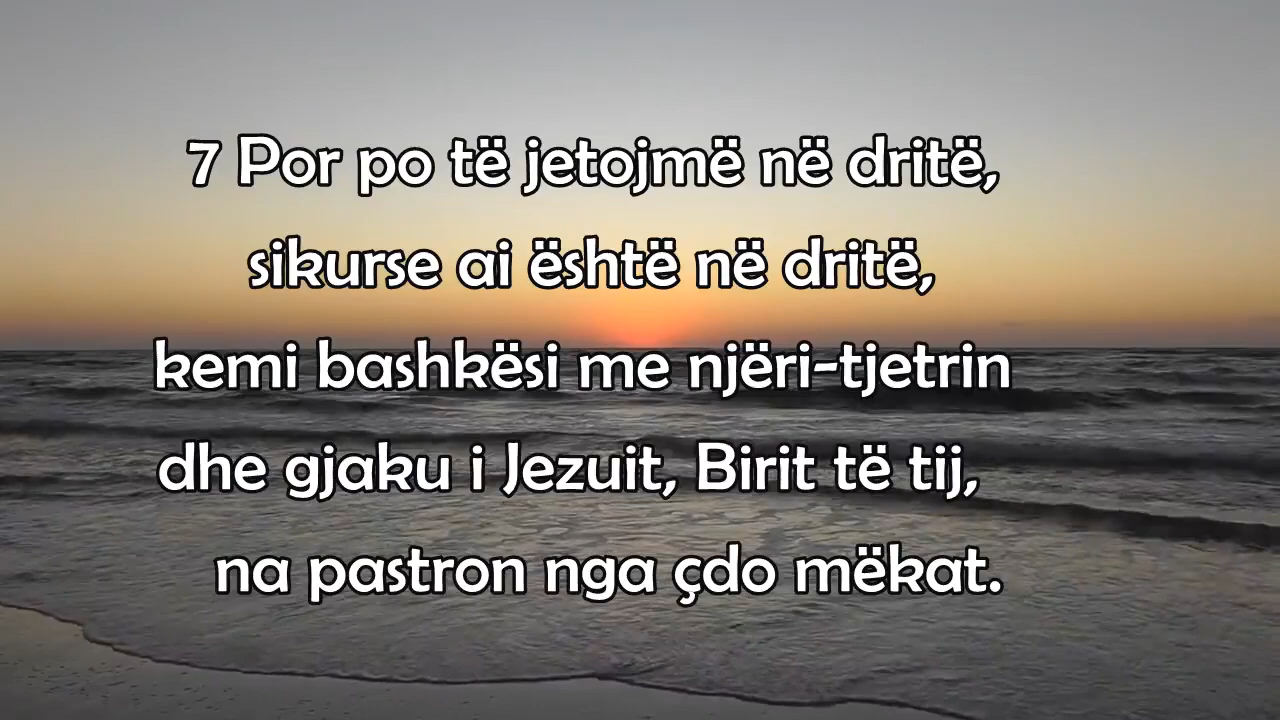 7 Por po të jetojmë në dritë,
sikurse ai është në dritë,
kemi bashkësi me njëri-tjetrin
dhe gjaku i Jezuit, Birit të tij,
na pastron nga çdo mëkat.